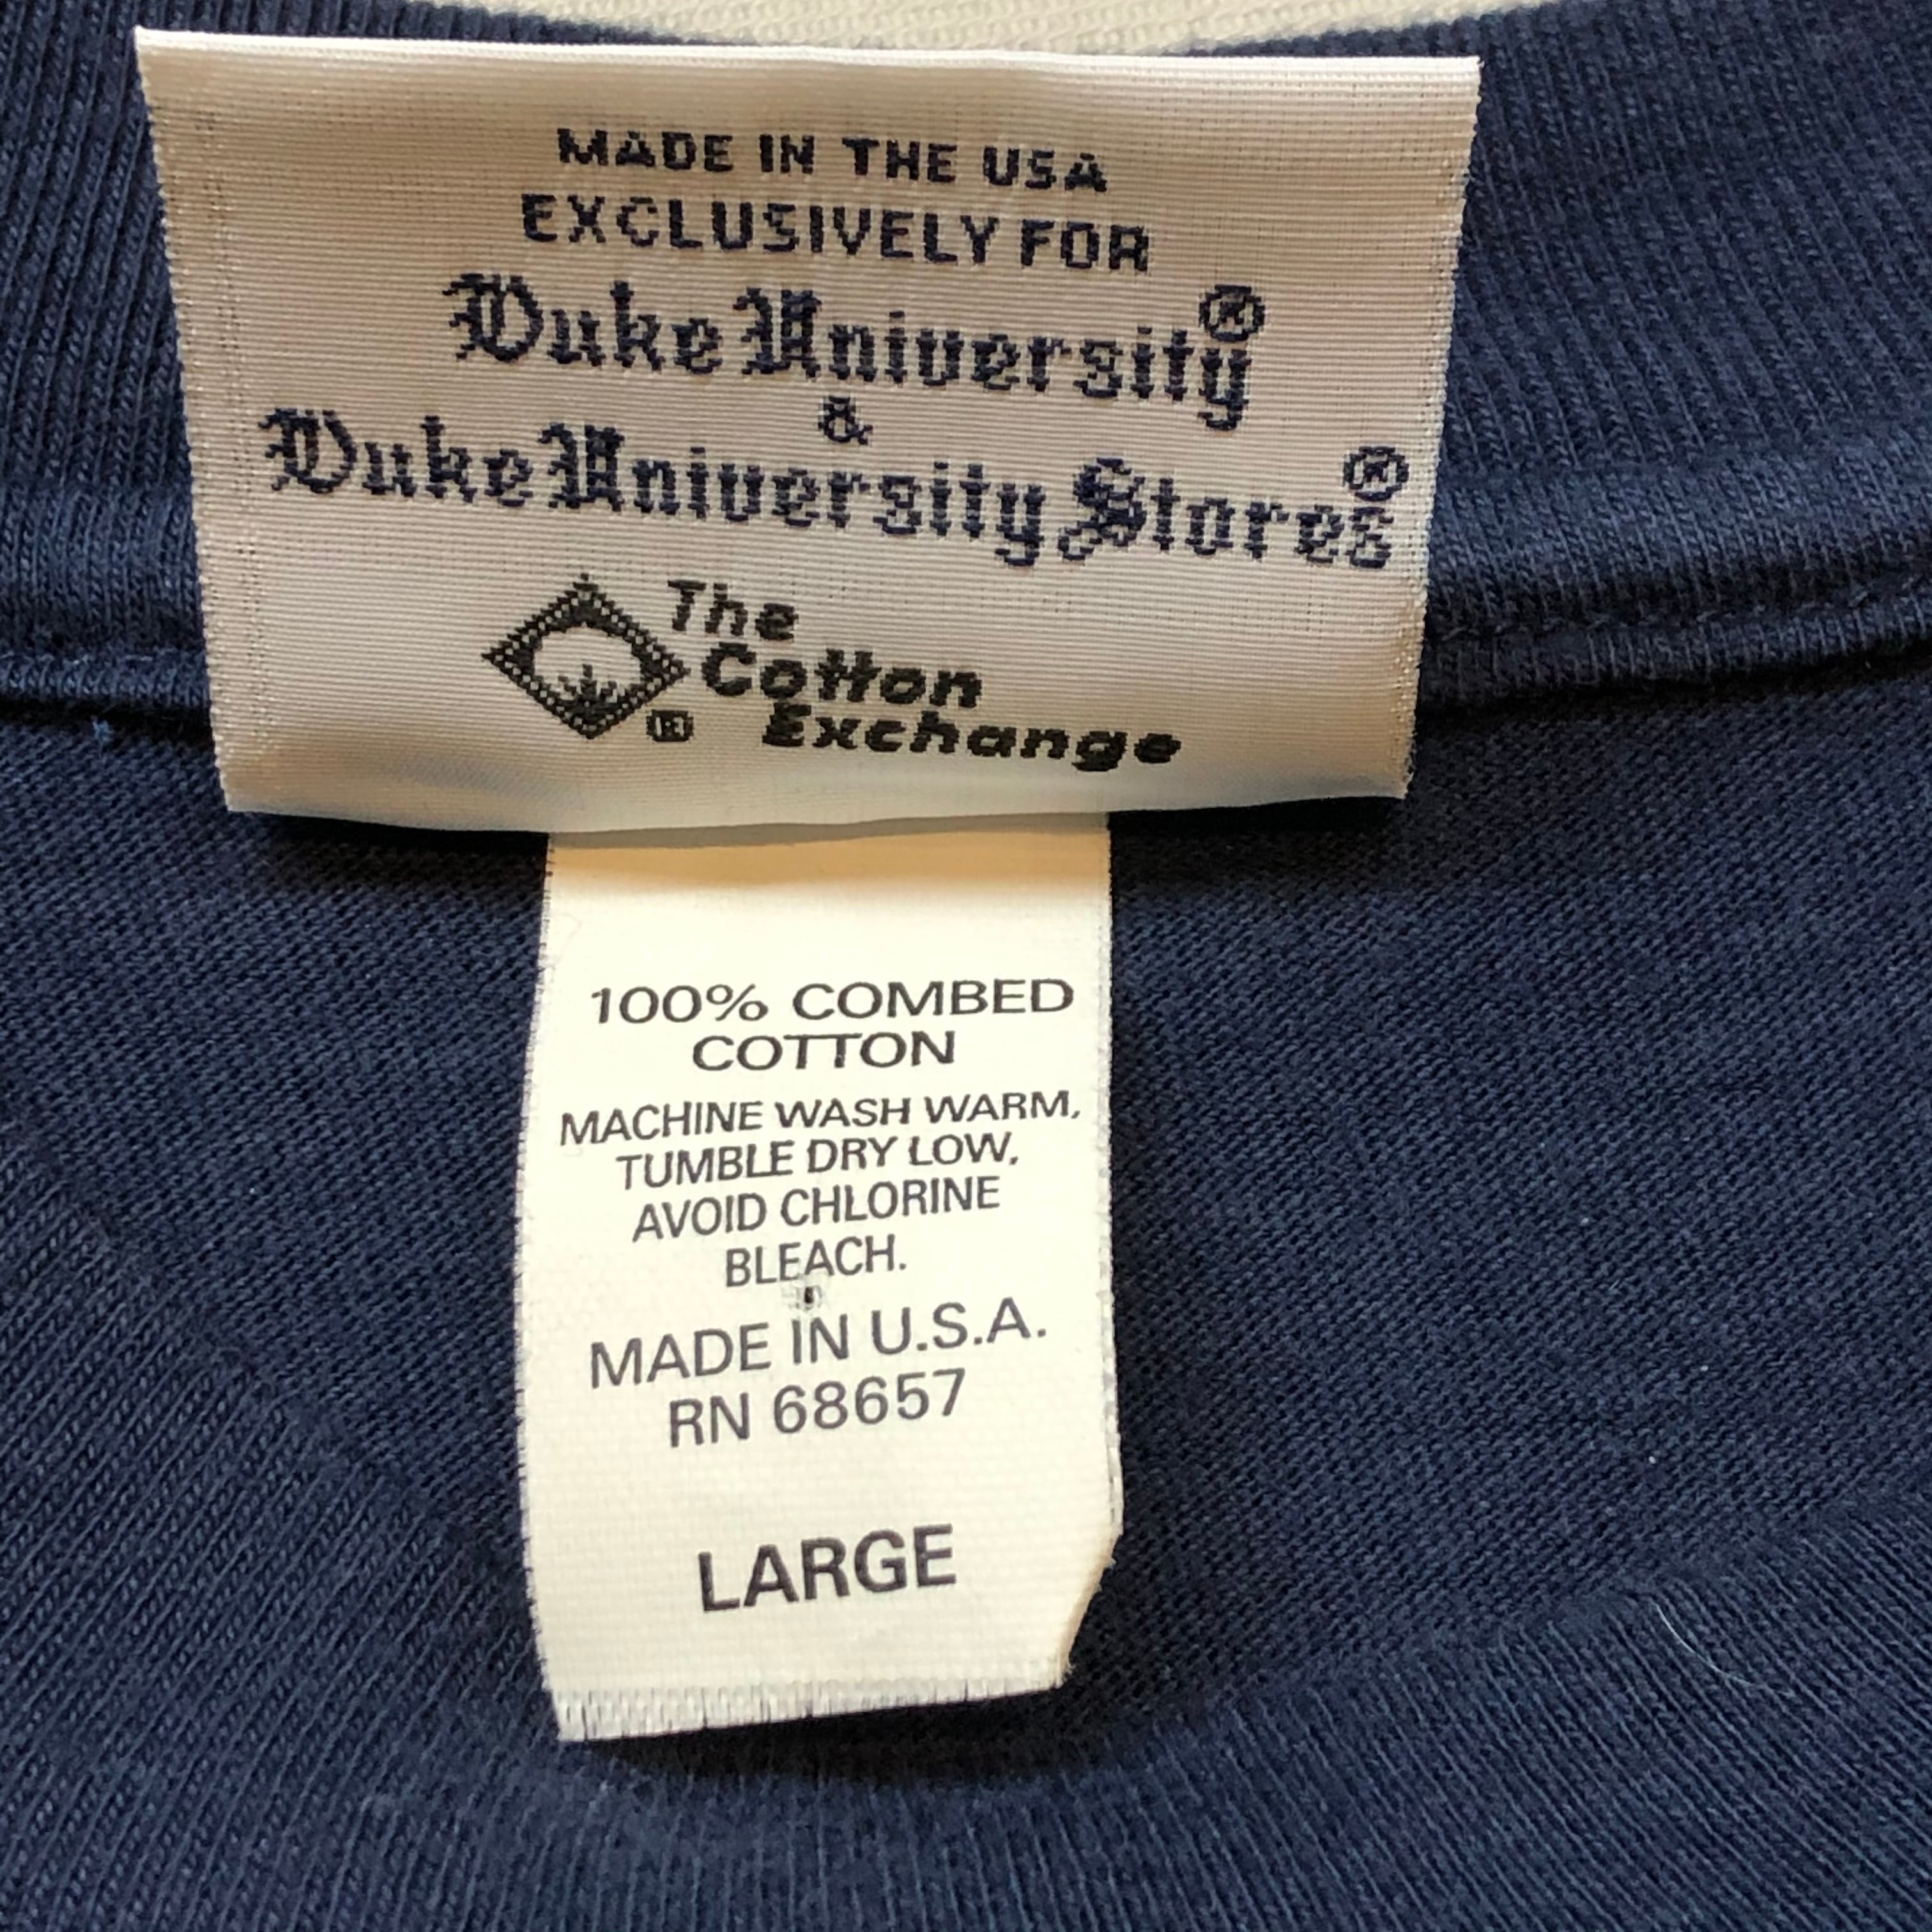 MADE IN THE USA
EXCLUSIVELY FOR
Duke University®
&
Duke University Stores®
The
Cotton
® Exchange
100% COMBED
COTTON
MACHINE WASH WARM,
TUMBLE DRY LOW,
AVOID CHLORINE
BLEACH.
MADE IN U.S.A.
RN 68657
LARGE